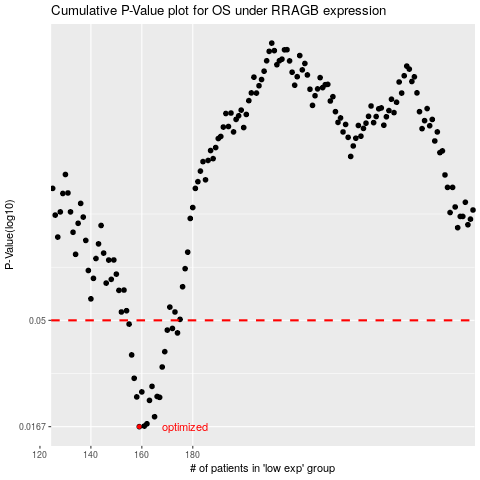 Cumulative P-Value plot for OS under RRAGB expression
P-Value(log10)
0.05
0.0167
optimized
120 140 160 180
# of patients in 'low exp' group